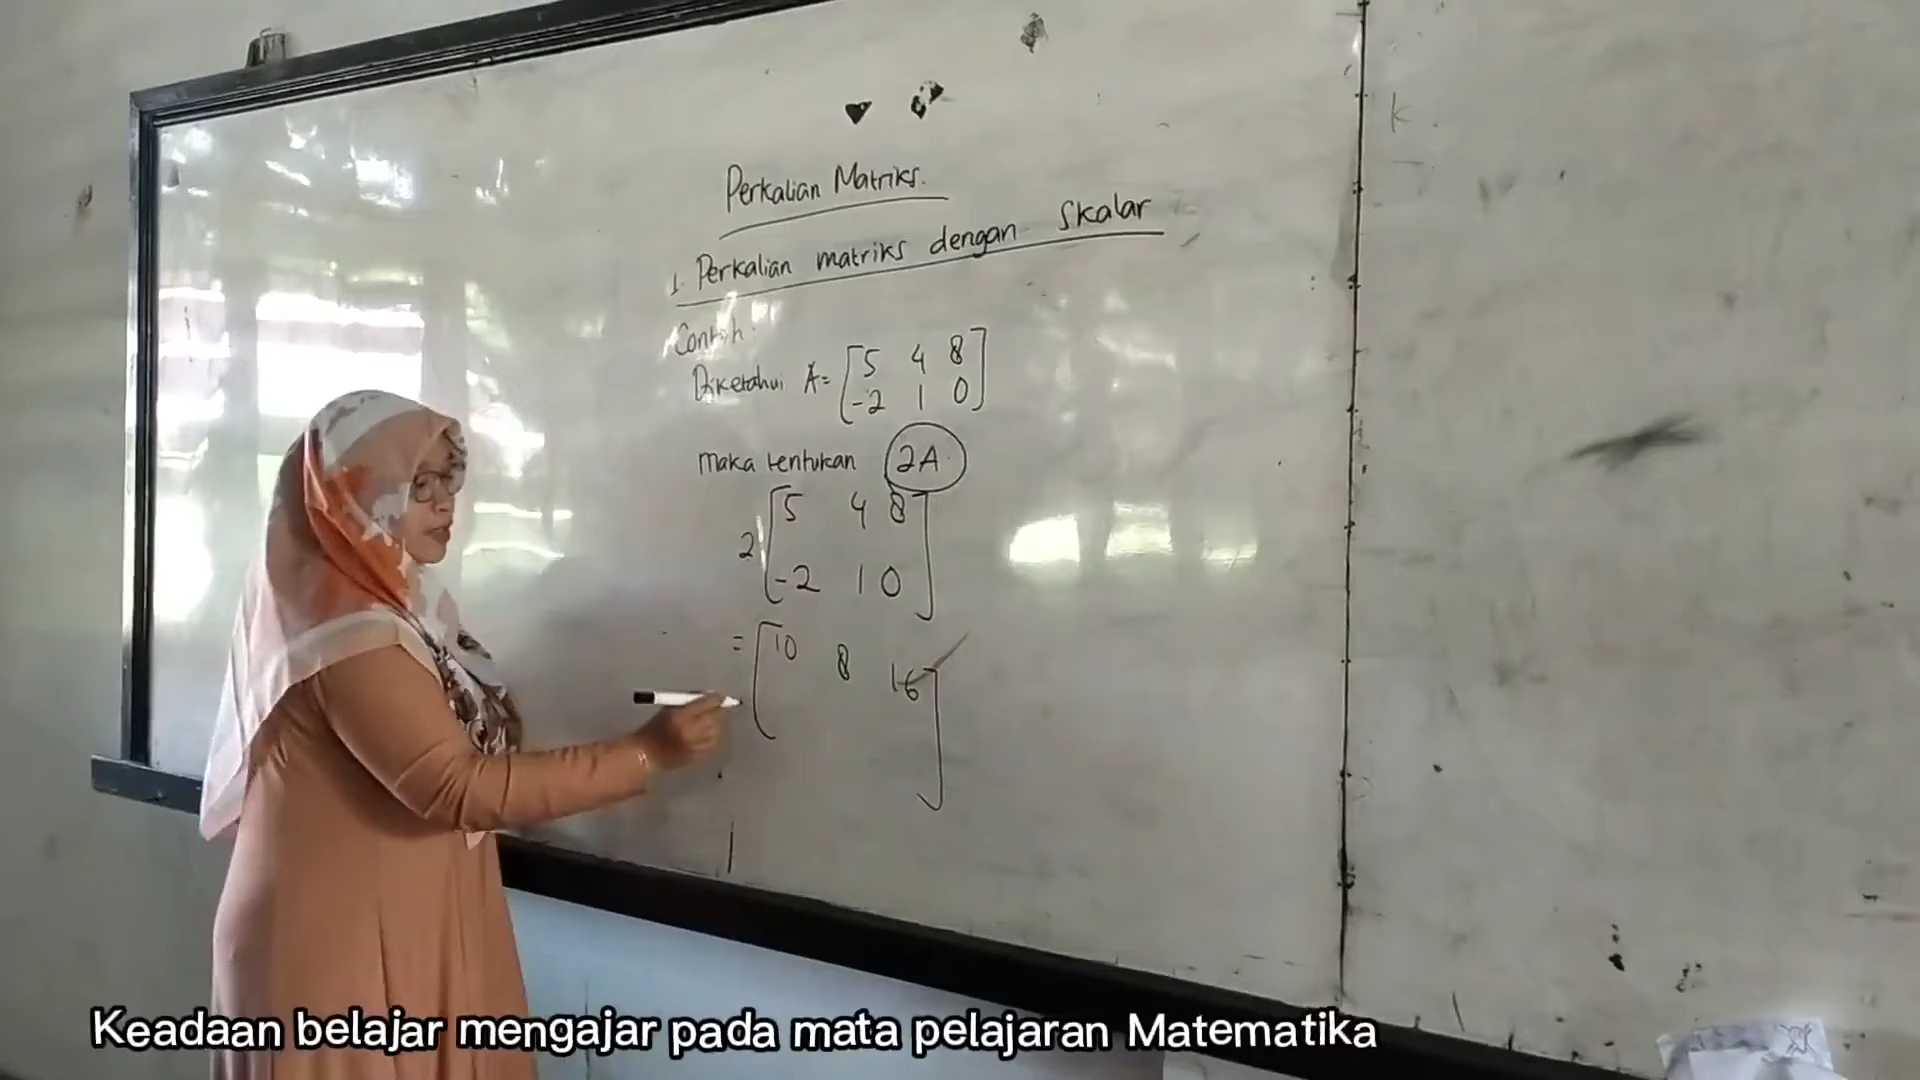 k
Perkalian Matriks.
1. Perkalian matriks dengan Skalar
Contoh:
Diketahui A = [5 4 8
-2 1 0]
maka tentukan 2A
2 [5 4 8
-2 1 0]
= [10 8 16]
Keadaan belajar mengajar pada mata pelajaran Matematika